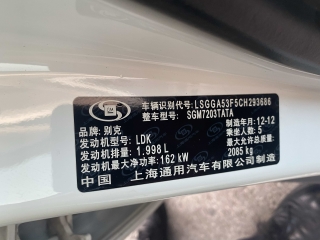 车辆识别代号: LSGGA53F5CH293686
整车型号: SGM7203TATA
品牌: 别克 制造年月: 12-12
发动机型号: LDK 乘坐人数: 5
发动机排量: 1.998 L 最大允许总质量:
发动机最大净功率: 162 kW 2085 kg
中国 上海通用汽车有限公司制造